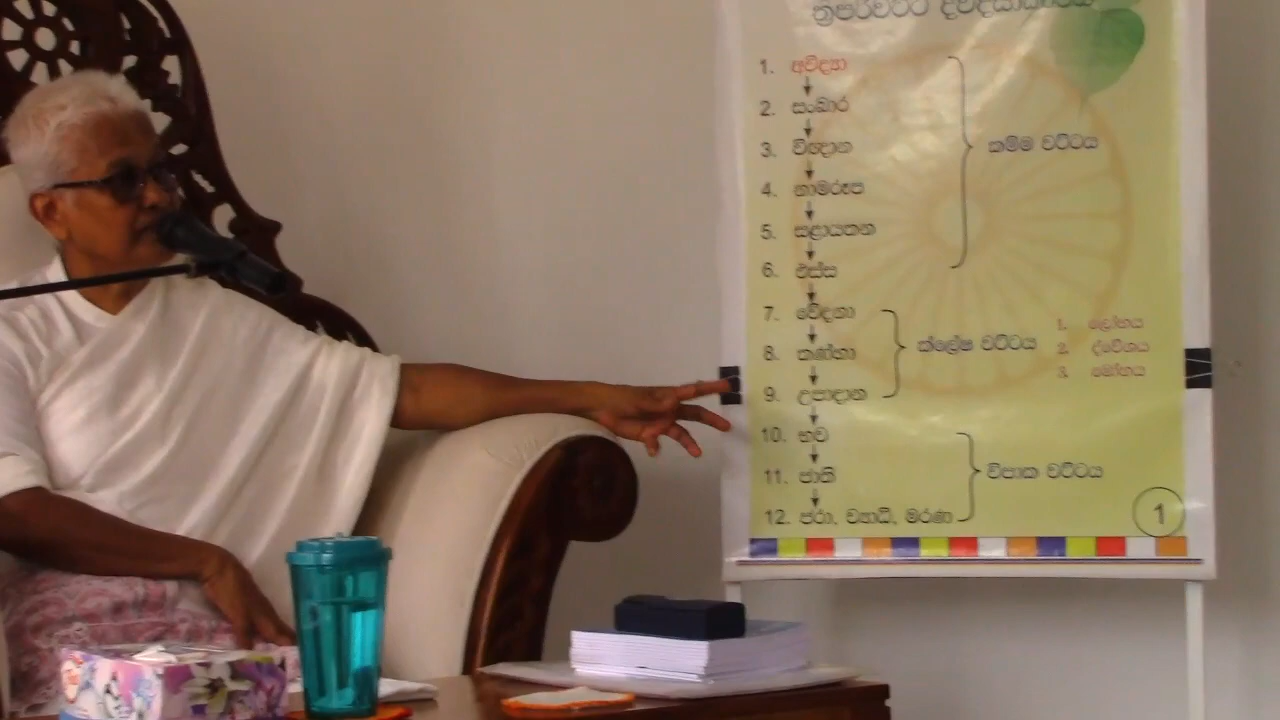 1. අවිද්‍යා
2. සංඛාර
3. විඥාන
4. නාමරූප
5. සළායතන
6. ඵස්ස
කම්ම වට්ටය
7. වේදනා
8. තණ්හා
9. උපාදාන
ක්ලේෂ වට්ටය
1. ලෝභය
2. ද්වේශය
3. මෝහය
10. භව
11. ජාති
12. ජරා, ව්‍යාධි, මරණ
විපාක වට්ටය
1